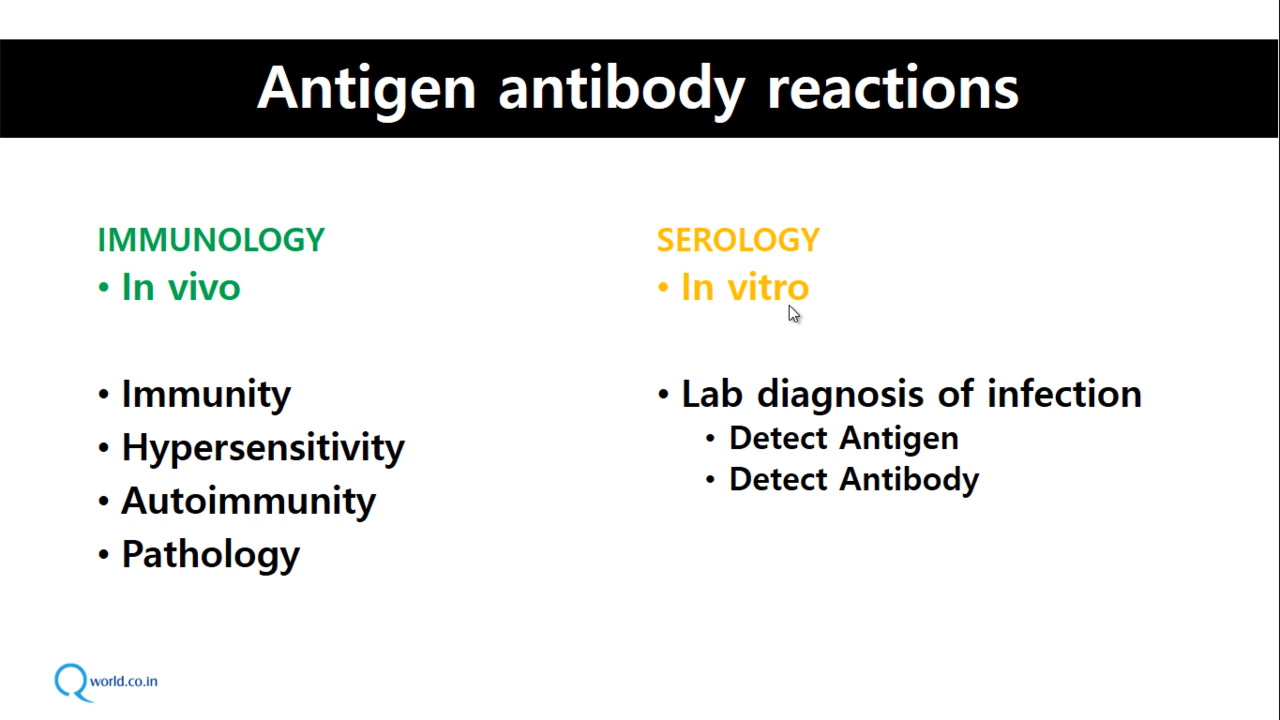 Antigen antibody reactions
IMMUNOLOGY
• In vivo
• Immunity
• Hypersensitivity
• Autoimmunity
• Pathology
SEROLOGY
• In vitro
• Lab diagnosis of infection
• Detect Antigen
• Detect Antibody
Qworld.co.in